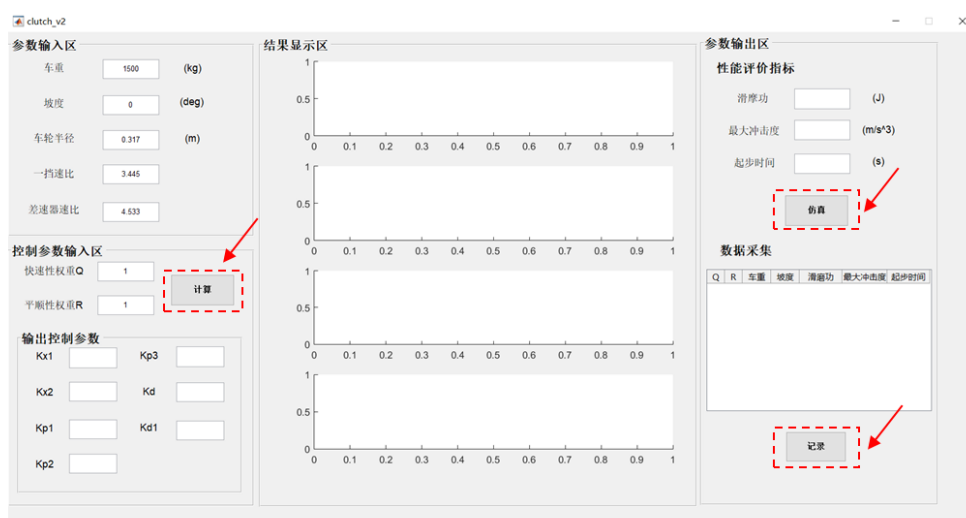 clutch_v2
参数输入区
车重 1500 (kg)
坡度 0 (deg)
车轮半径 0.317 (m)
一挡速比 3.445
差速器速比 4.533
控制参数输入区
快速性权重Q 1
平顺性权重R 1
计算
输出控制参数
Kx1 Kp3
Kx2 Kd
Kp1 Kd1
Kp2
结果显示区
1
0.5
0
0 0.1 0.2 0.3 0.4 0.5 0.6 0.7 0.8 0.9 1
1
0.5
0
0 0.1 0.2 0.3 0.4 0.5 0.6 0.7 0.8 0.9 1
1
0.5
0
0 0.1 0.2 0.3 0.4 0.5 0.6 0.7 0.8 0.9 1
1
0.5
0
0 0.1 0.2 0.3 0.4 0.5 0.6 0.7 0.8 0.9 1
参数输出区
性能评价指标
滑摩功 (J)
最大冲击度 (m/s^3)
起步时间 (s)
仿真
数据采集
Q R 车重 坡度 滑磨功 最大冲击度 起步时间
记录